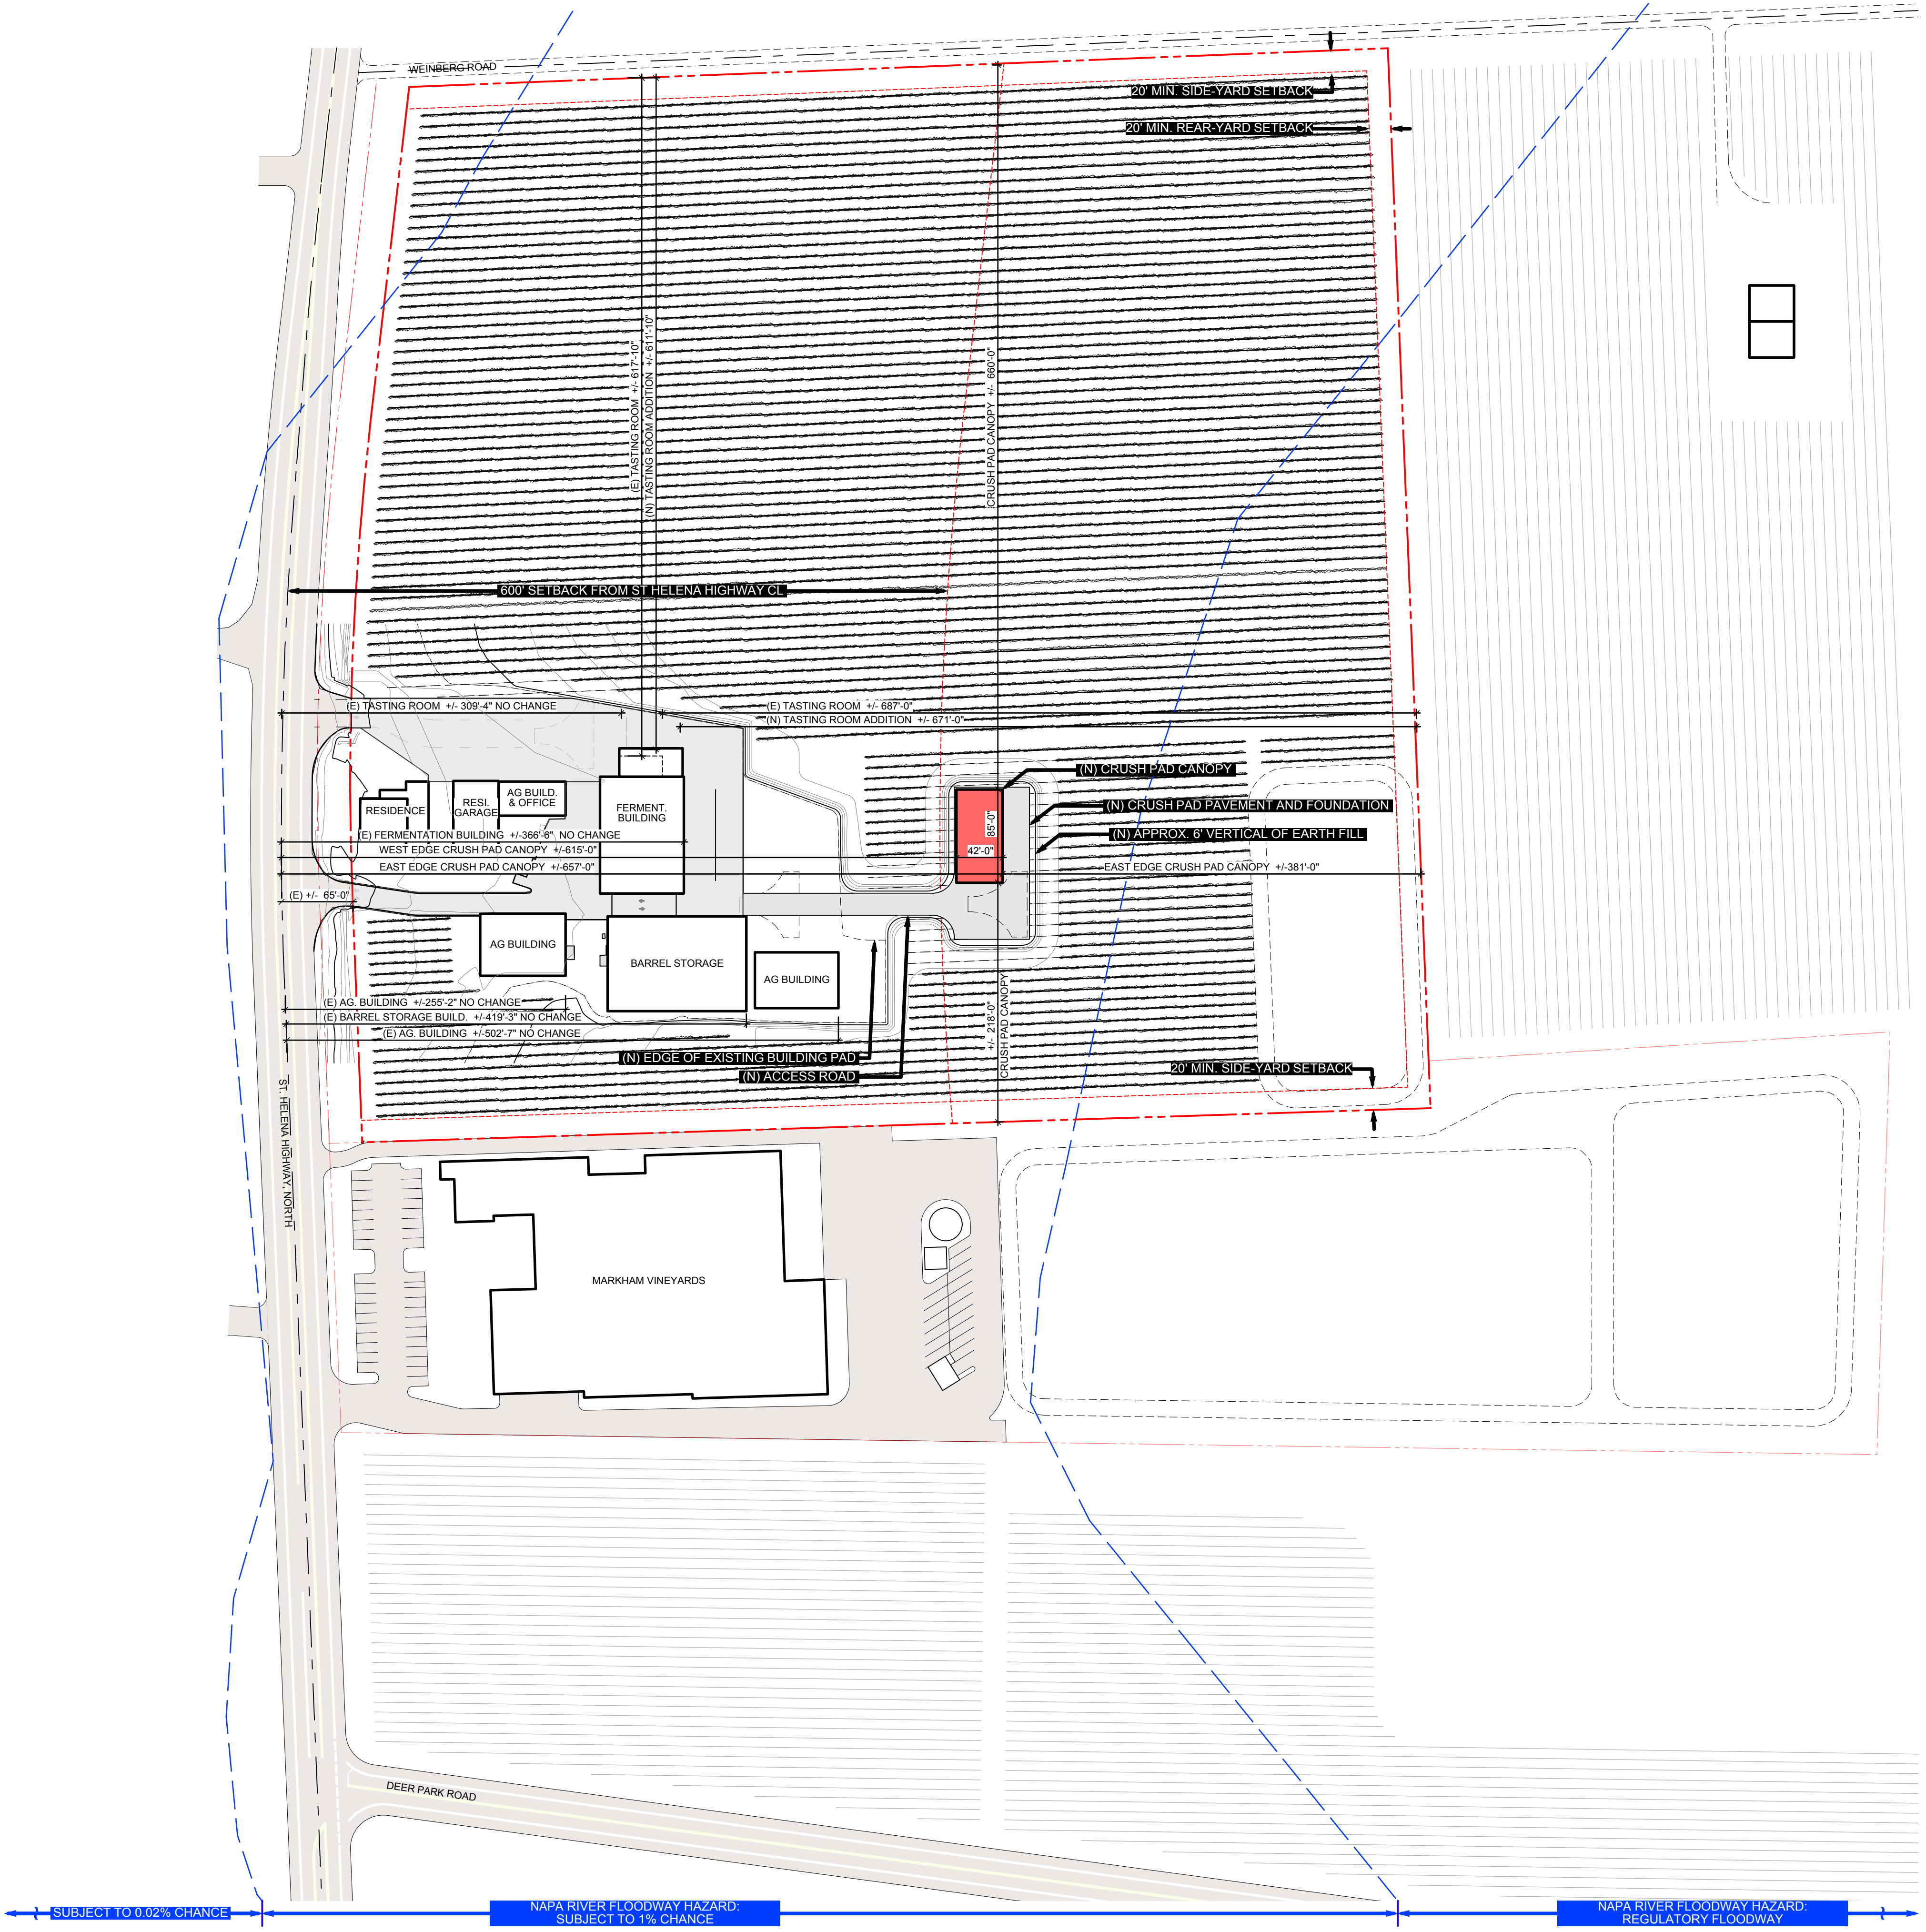 WEINBERG ROAD
20' MIN. SIDE-YARD SETBACK
20' MIN. REAR-YARD SETBACK
(E) TASTING ROOM +/- 617'-10"
(N) TASTING ROOM ADDITION +/- 611'-10"
CRUSH PAD CANOPY +/- 660'-0"
600' SETBACK FROM ST HELENA HIGHWAY CL
(E) TASTING ROOM +/- 309'-4" NO CHANGE
(E) TASTING ROOM +/- 687'-0"
(N) TASTING ROOM ADDITION +/- 671'-0"
(N) CRUSH PAD CANOPY
(N) CRUSH PAD PAVEMENT AND FOUNDATION
(N) APPROX. 6' VERTICAL OF EARTH FILL
RESIDENCE
RESI.
GARAGE
AG BUILD.
& OFFICE
FERMENT.
BUILDING
85'-0"
42'-0"
(E) FERMENTATION BUILDING +/-366'-6" NO CHANGE
WEST EDGE CRUSH PAD CANOPY +/-615'-0"
EAST EDGE CRUSH PAD CANOPY +/-657'-0"
EAST EDGE CRUSH PAD CANOPY +/-381'-0"
(E) +/- 65'-0"
AG BUILDING
BARREL STORAGE
AG BUILDING
(E) AG. BUILDING +/-255'-2" NO CHANGE
(E) BARREL STORAGE BUILD. +/-419'-3" NO CHANGE
(E) AG. BUILDING +/-502'-7" NO CHANGE
+/- 218'-0"
CRUSH PAD CANOPY
(N) EDGE OF EXISTING BUILDING PAD
(N) ACCESS ROAD
20' MIN. SIDE-YARD SETBACK
ST. HELENA HIGHWAY, NORTH
MARKHAM VINEYARDS
DEER PARK ROAD
SUBJECT TO 0.02% CHANCE
NAPA RIVER FLOODWAY HAZARD:
SUBJECT TO 1% CHANCE
NAPA RIVER FLOODWAY HAZARD:
REGULATORY FLOODWAY